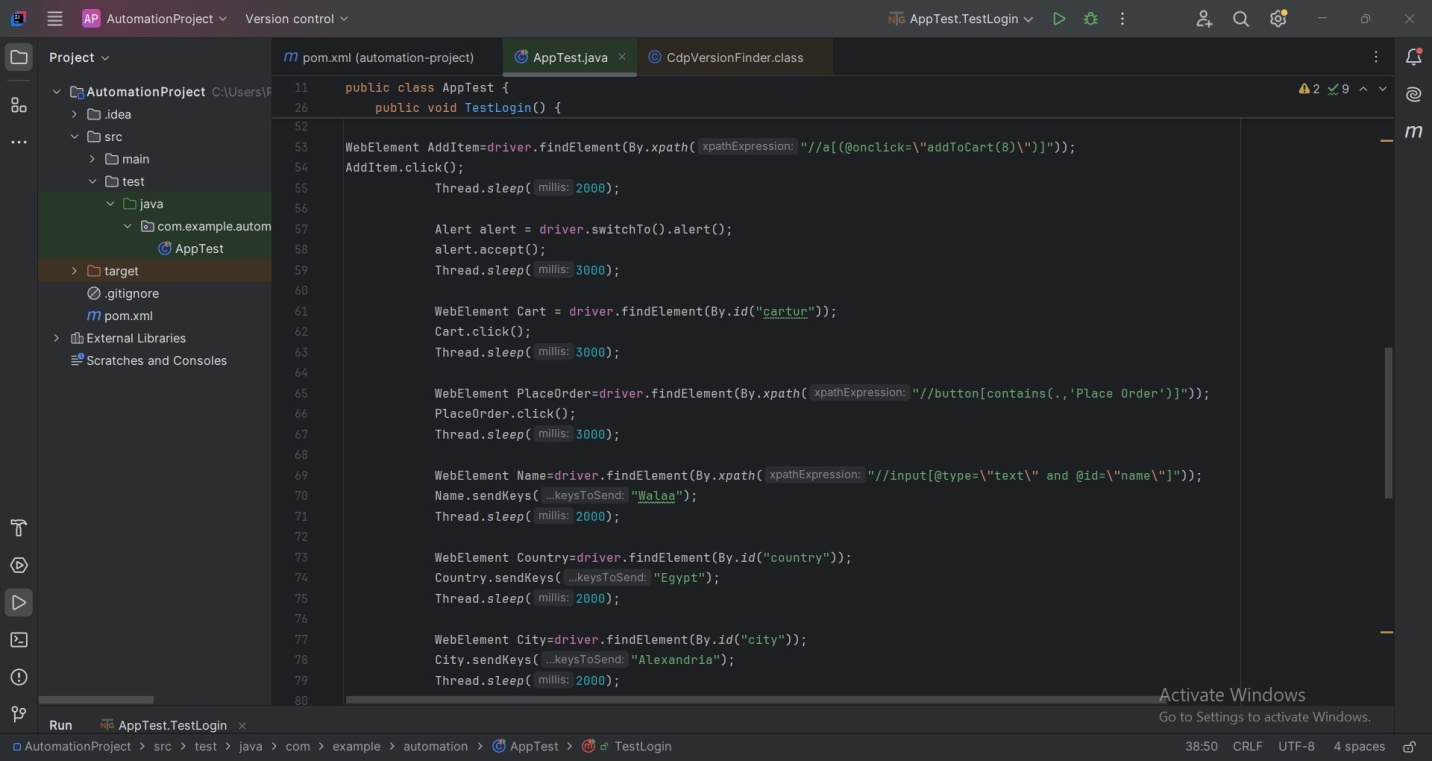 AP AutomationProject Version control AppTest.TestLogin
Project
pom.xml (automation-project) AppTest.java CdpVersionFinder.class
AutomationProject C:\Users\P
.idea
src
main
test
java
com.example.autom
AppTest
target
.gitignore
pom.xml
External Libraries
Scratches and Consoles
2 9
11 public class AppTest {
26 public void TestLogin() {
52
53 WebElement AddItem=driver.findElement(By.xpath( xpathExpression: "//a[(@onclick=\"addToCart(8)\")]"));
54 AddItem.click();
55 Thread.sleep( millis: 2000);
56
57 Alert alert = driver.switchTo().alert();
58 alert.accept();
59 Thread.sleep( millis: 3000);
60
61 WebElement Cart = driver.findElement(By.id("cartur"));
62 Cart.click();
63 Thread.sleep( millis: 3000);
64
65 WebElement PlaceOrder=driver.findElement(By.xpath( xpathExpression: "//button[contains(.,'Place Order')]"));
66 PlaceOrder.click();
67 Thread.sleep( millis: 3000);
68
69 WebElement Name=driver.findElement(By.xpath( xpathExpression: "//input[@type=\"text\" and @id=\"name\"]"));
70 Name.sendKeys( ...keysToSend: "Walaa");
71 Thread.sleep( millis: 2000);
72
73 WebElement Country=driver.findElement(By.id("country"));
74 Country.sendKeys( ...keysToSend: "Egypt");
75 Thread.sleep( millis: 2000);
76
77 WebElement City=driver.findElement(By.id("city"));
78 City.sendKeys( ...keysToSend: "Alexandria");
79 Thread.sleep( millis: 2000);
80
Activate Windows
Go to Settings to activate Windows.
Run AppTest.TestLogin
AutomationProject > src > test > java > com > example > automation > AppTest > TestLogin 38:50 CRLF UTF-8 4 spaces